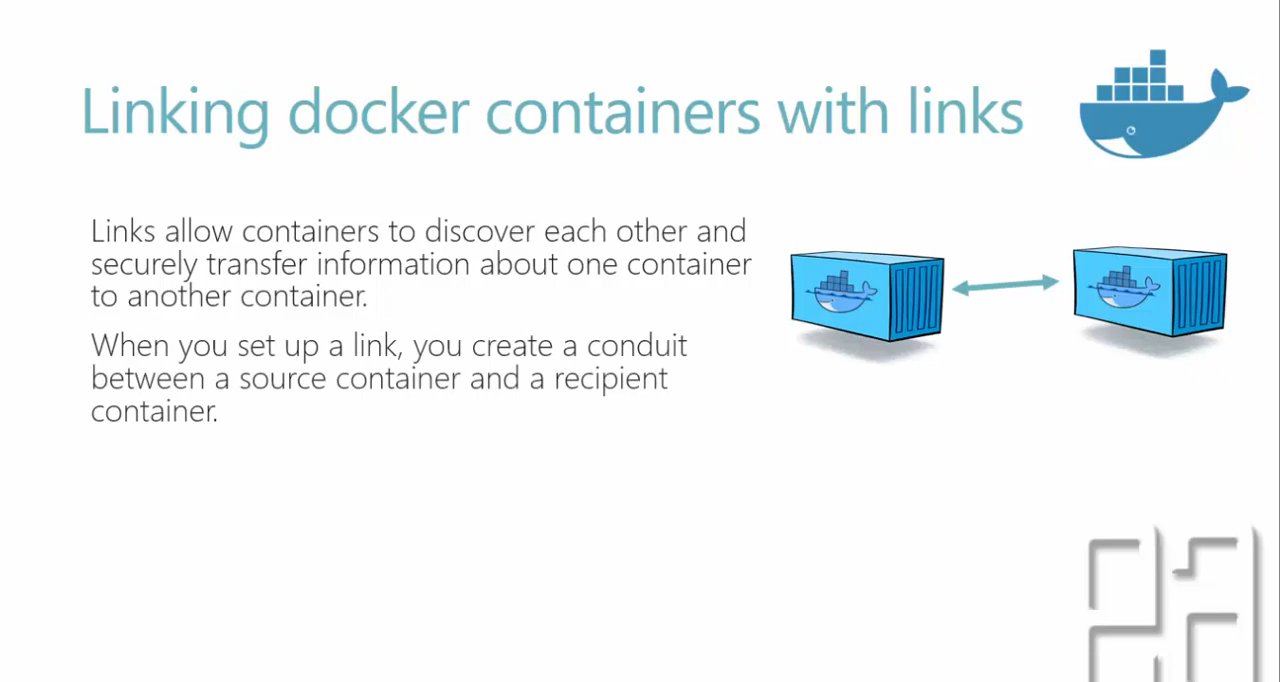 Linking docker containers with links
Links allow containers to discover each other and
securely transfer information about one container
to another container.
When you set up a link, you create a conduit
between a source container and a recipient
container.